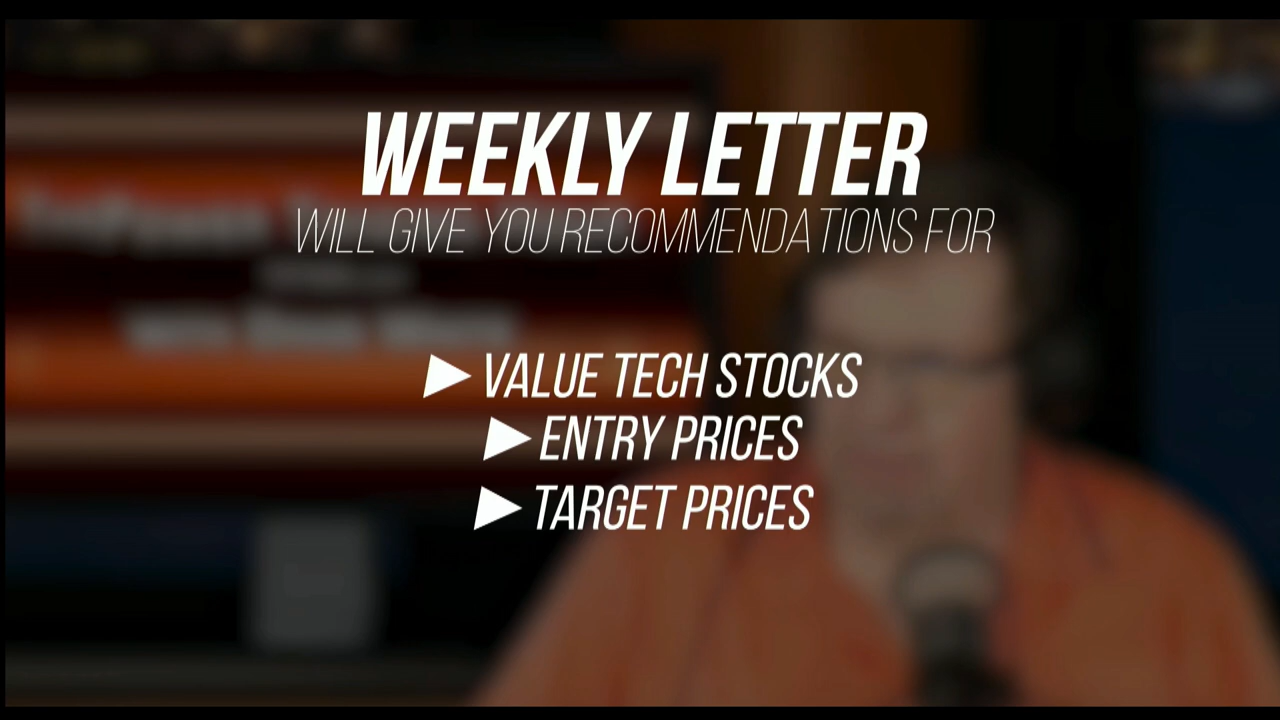 WEEKLY LETTER
WILL GIVE YOU RECOMMENDATIONS FOR
▶ VALUE TECH STOCKS
▶ ENTRY PRICES
▶ TARGET PRICES